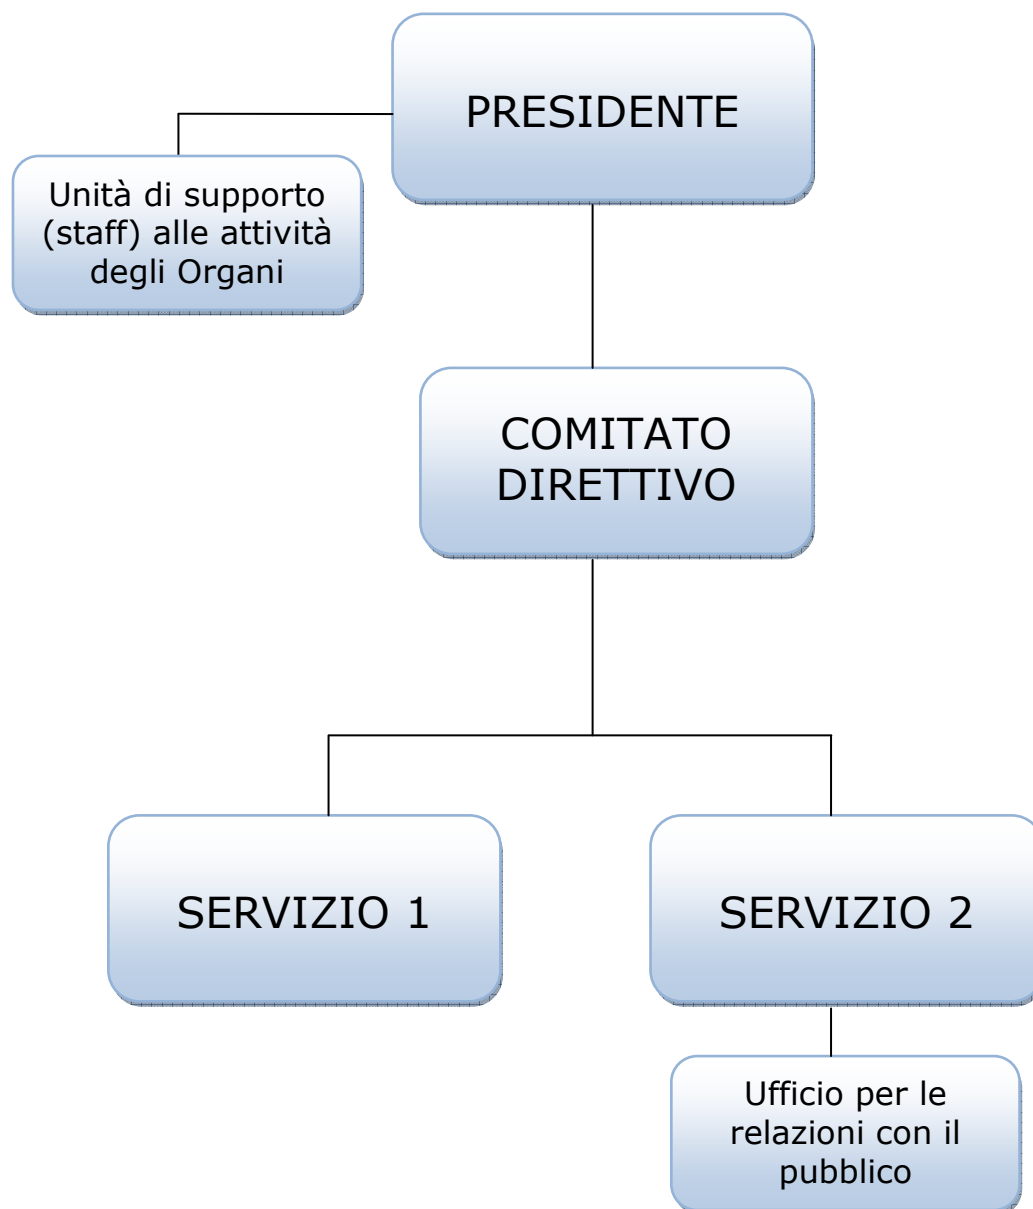 PRESIDENTE
Unità di supporto
(staff) alle attività
degli Organi
COMITATO
DIRETTIVO
SERVIZIO 1
SERVIZIO 2
Ufficio per le
relazioni con il
pubblico